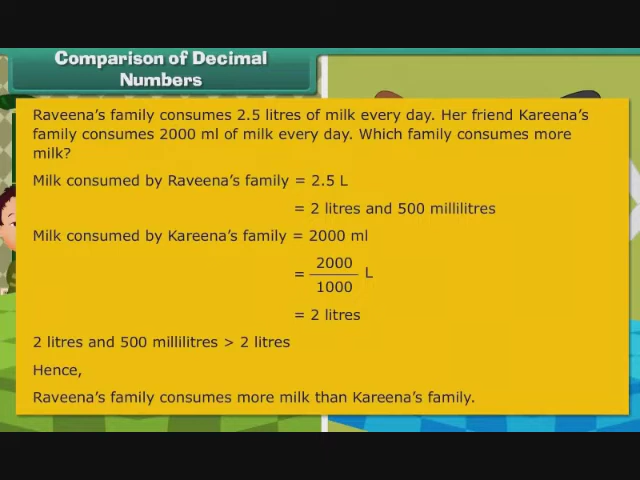 Comparison of Decimal
Numbers
Raveena's family consumes 2.5 litres of milk every day. Her friend Kareena's
family consumes 2000 ml of milk every day. Which family consumes more
milk?
Milk consumed by Raveena's family = 2.5 L
= 2 litres and 500 millilitres
Milk consumed by Kareena's family = 2000 ml
2000
= L
1000
= 2 litres
2 litres and 500 millilitres > 2 litres
Hence,
Raveena's family consumes more milk than Kareena's family.